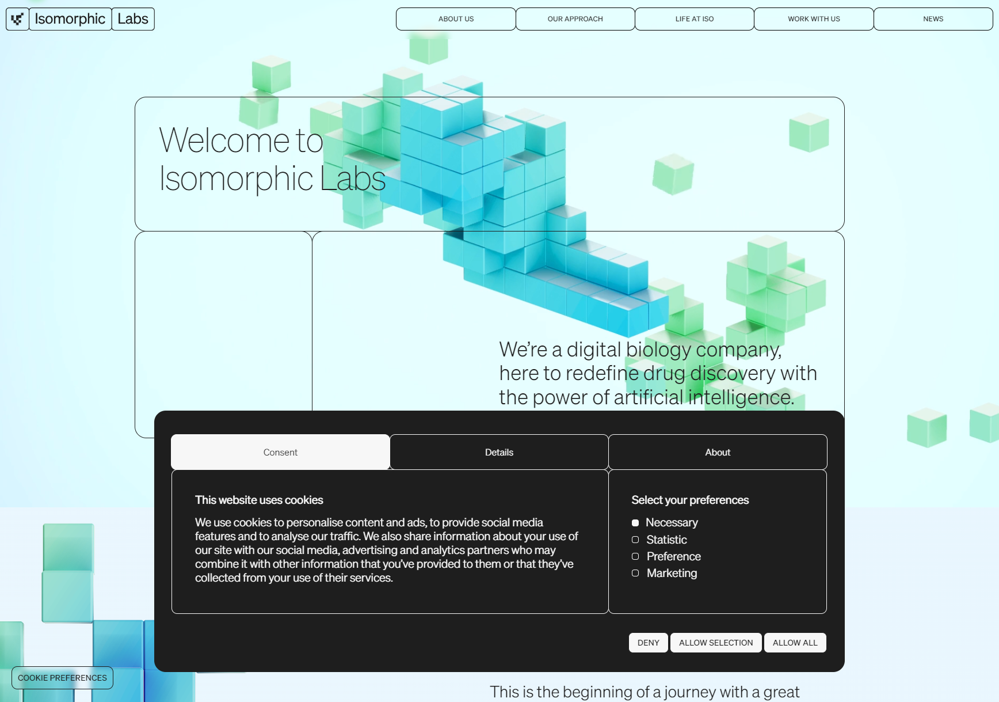 Isomorphic Labs
ABOUT US
OUR APPROACH
LIFE AT ISO
WORK WITH US
NEWS
Welcome to
Isomorphic Labs
We’re a digital biology company,
here to redefine drug discovery with
the power of artificial intelligence.
Consent
Details
About
This website uses cookies
We use cookies to personalise content and ads, to provide social media
features and to analyse our traffic. We also share information about your use of
our site with our social media, advertising and analytics partners who may
combine it with other information that you’ve provided to them or that they’ve
collected from your use of their services.
Select your preferences
Necessary
Statistic
Preference
Marketing
DENY
ALLOW SELECTION
ALLOW ALL
COOKIE PREFERENCES
This is the beginning of a journey with a great